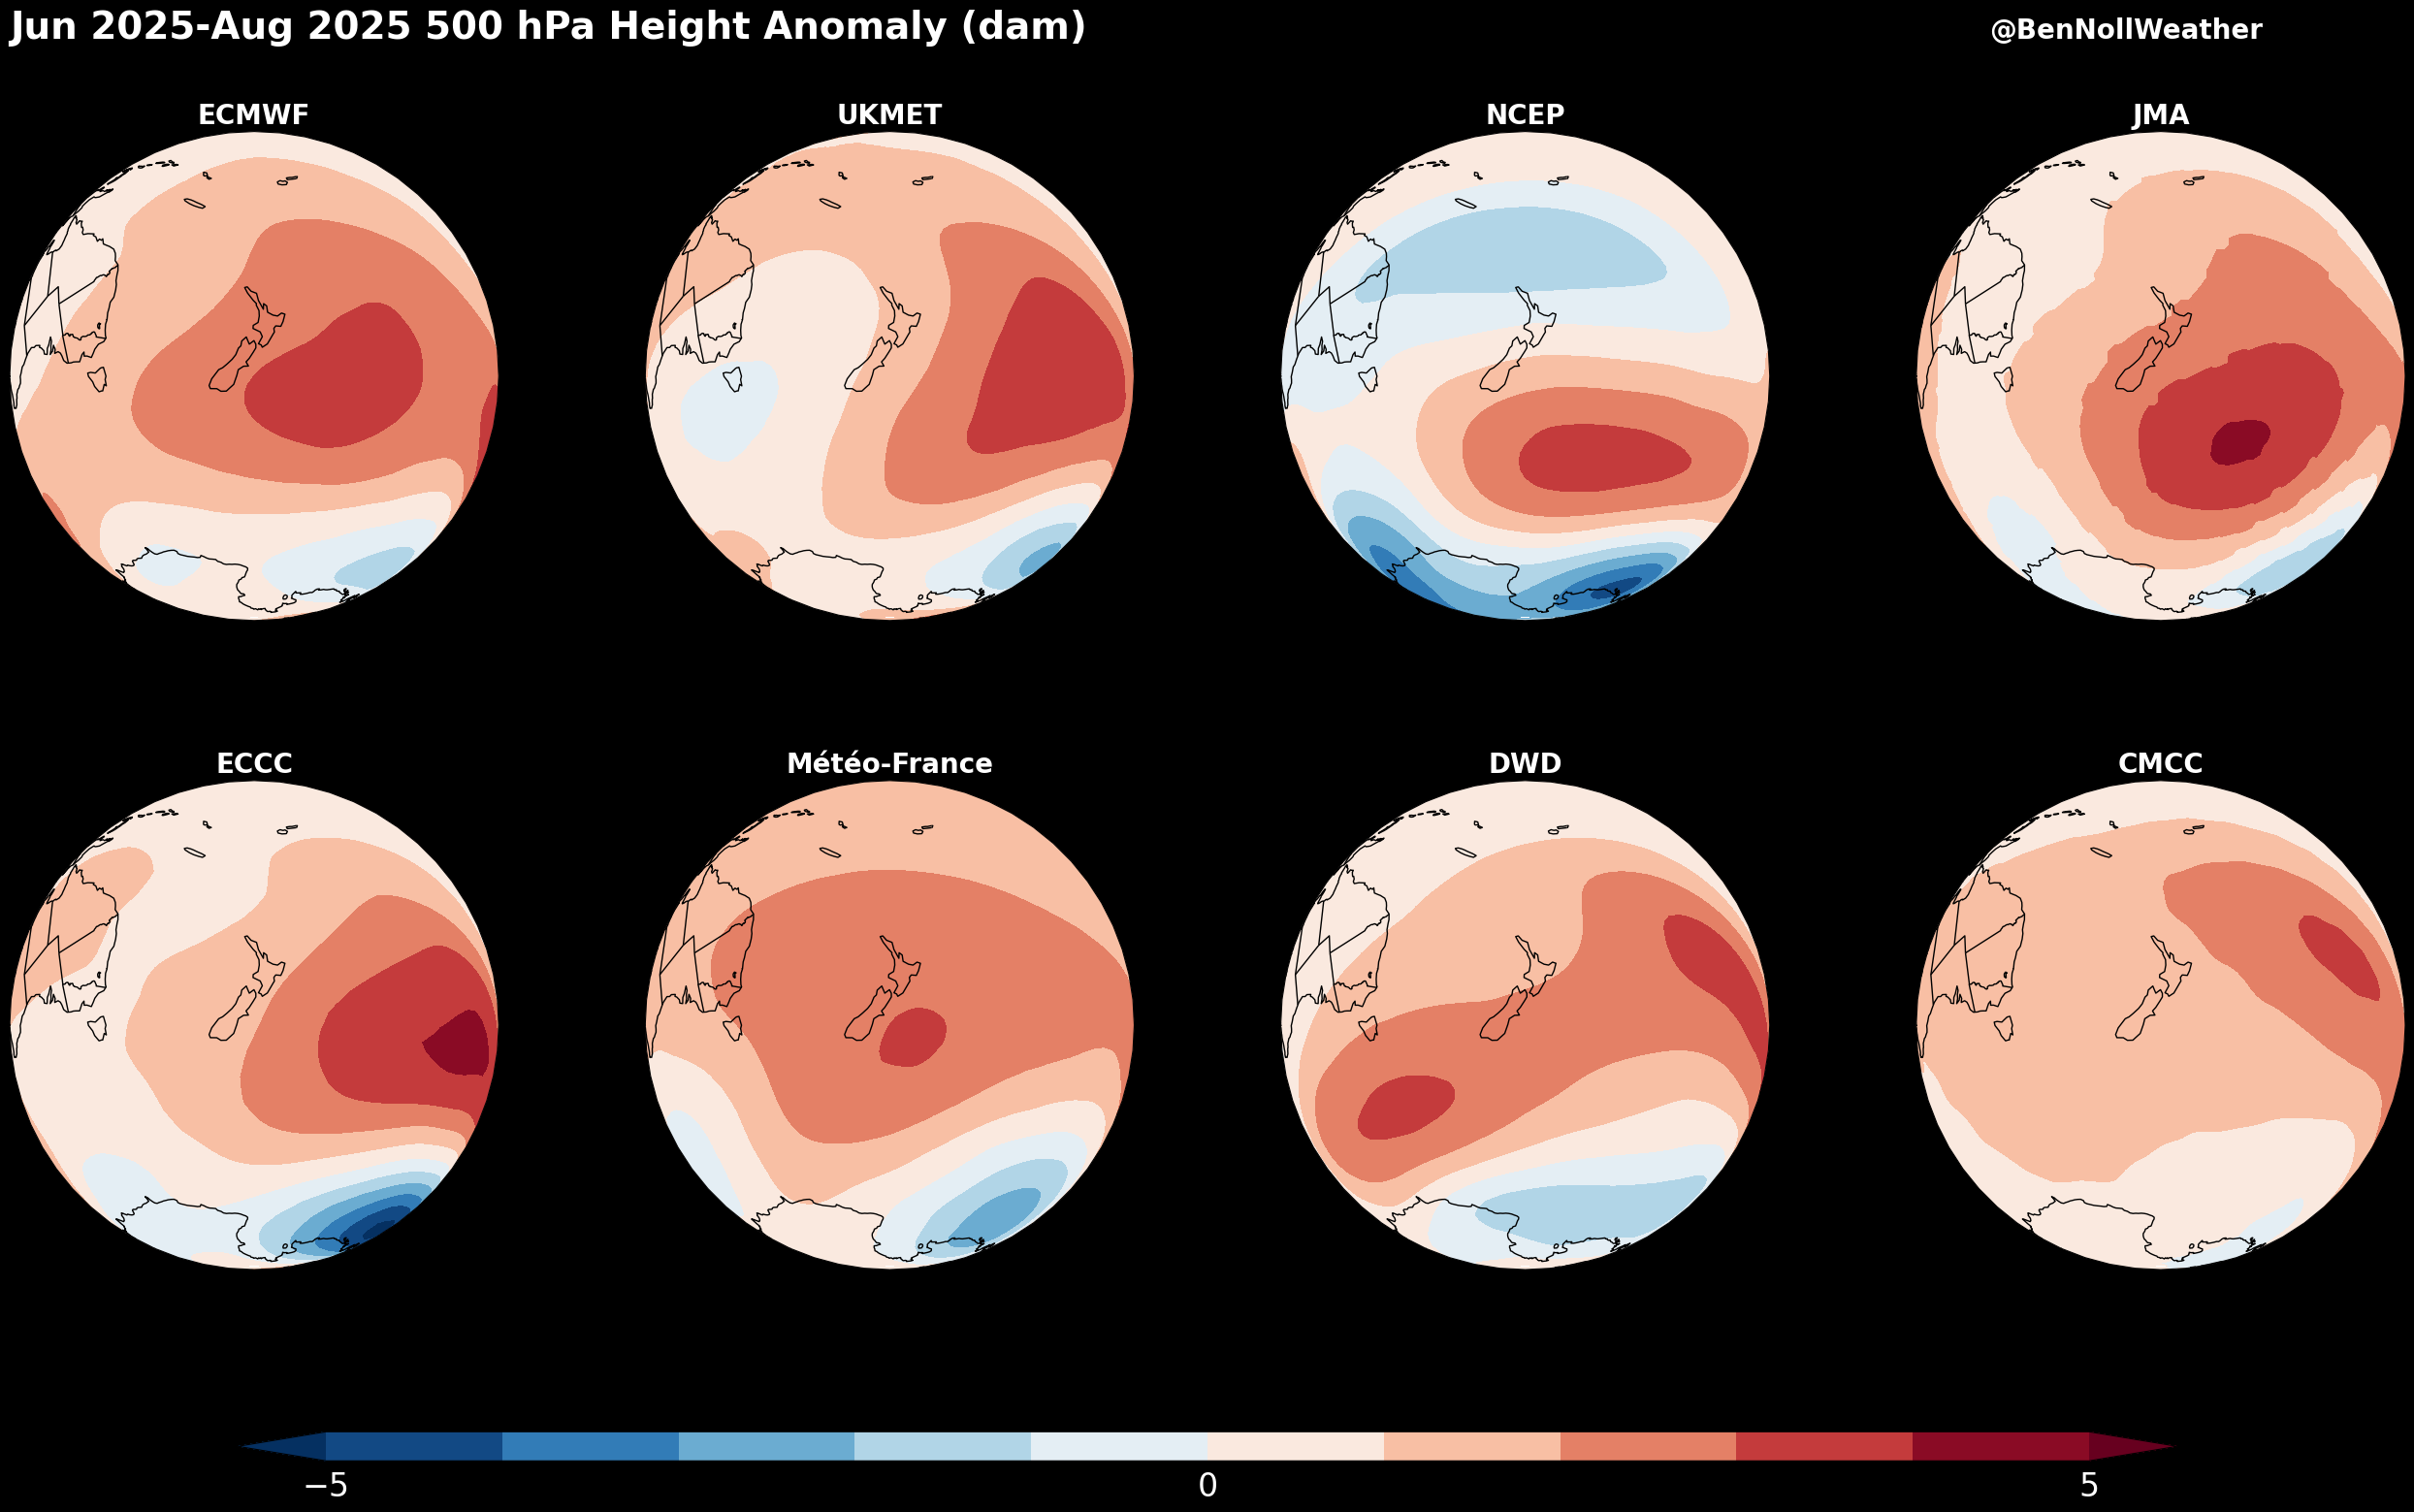 Jun 2025-Aug 2025 500 hPa Height Anomaly (dam)
@BenNollWeather
ECMWF
UKMET
NCEP
JMA
ECCC
Météo-France
DWD
CMCC
−5
0
5